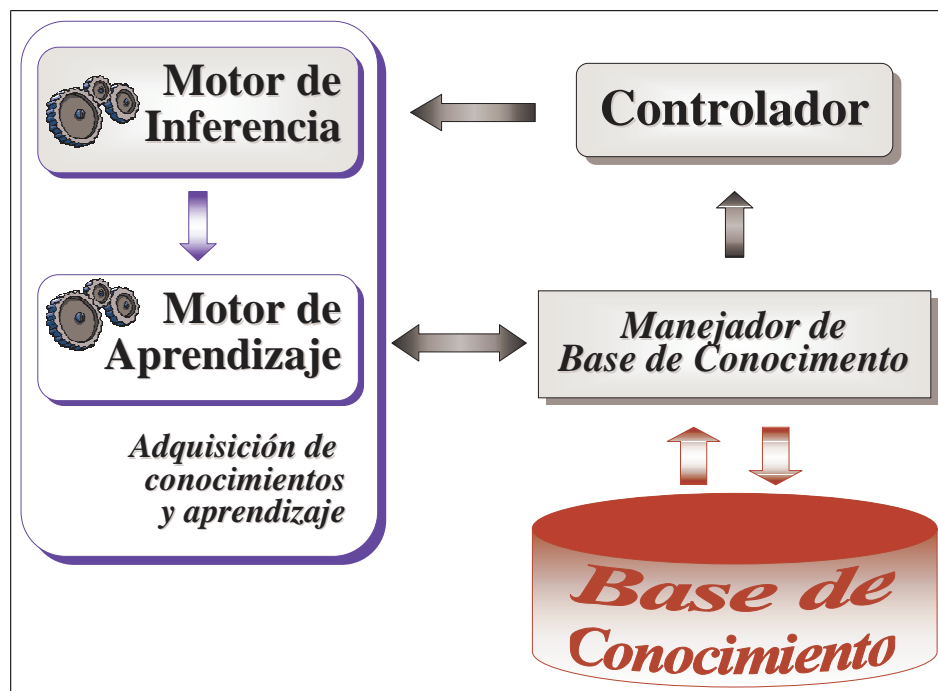 Motor de
Inferencia
Controlador
Motor de
Aprendizaje
Manejador de
Base de Conocimento
Adquisición de
conocimientos
y aprendizaje
Base de
Conocimiento